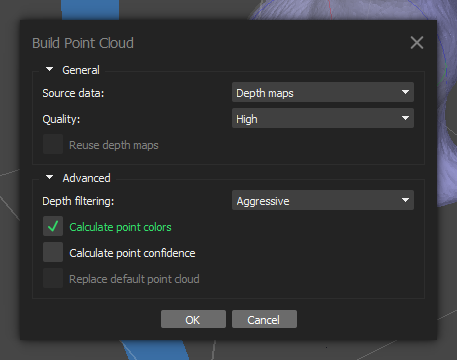 Build Point Cloud
General
Source data: Depth maps
Quality: High
Reuse depth maps
Advanced
Depth filtering: Aggressive
Calculate point colors
Calculate point confidence
Replace default point cloud
OK Cancel